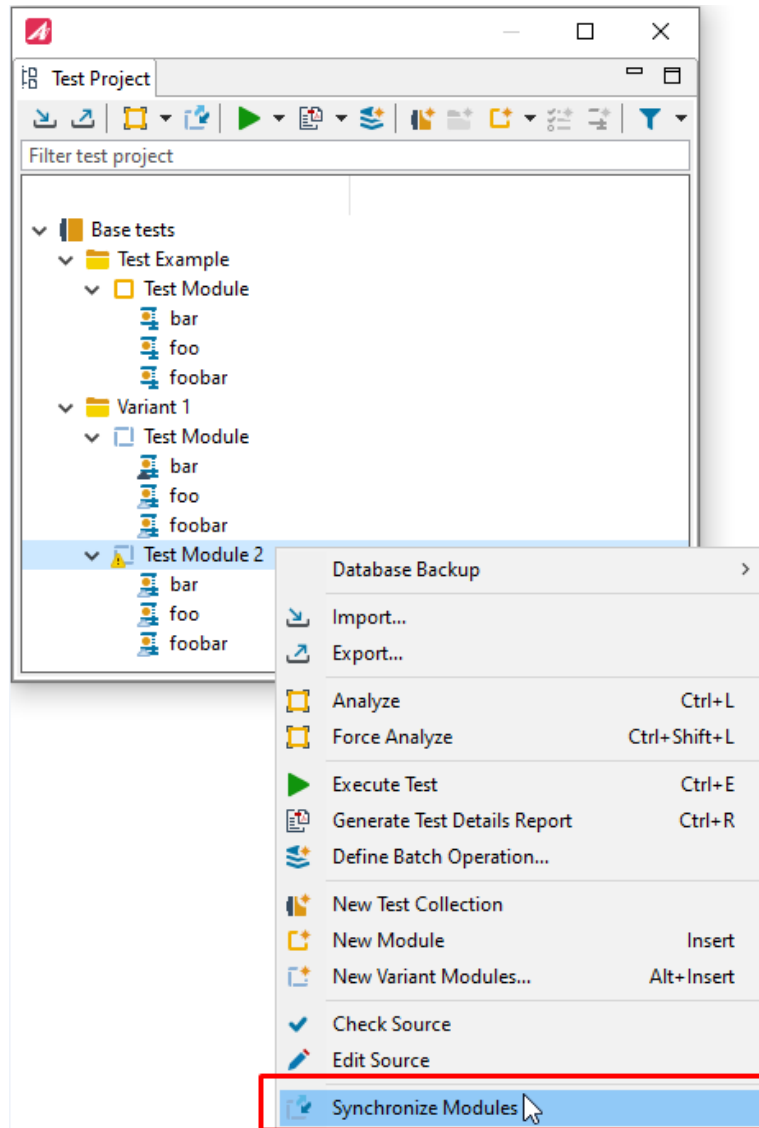 Test Project
Filter test project
Base tests
Test Example
Test Module
bar
foo
foobar
Variant 1
Test Module
bar
foo
foobar
Test Module 2
bar
foo
foobar
Database Backup
Import...
Export...
Analyze Ctrl+L
Force Analyze Ctrl+Shift+L
Execute Test Ctrl+E
Generate Test Details Report Ctrl+R
Define Batch Operation...
New Test Collection
New Module Insert
New Variant Modules... Alt+Insert
Check Source
Edit Source
Synchronize Modules